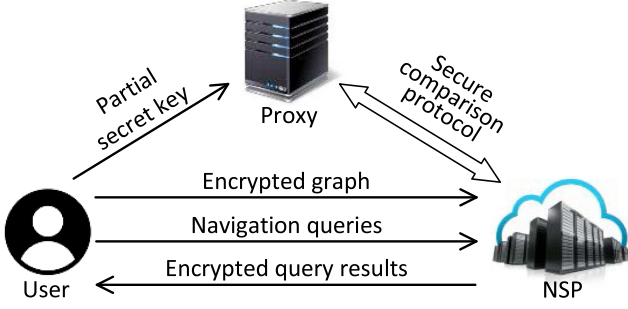 Partial
secret key
Proxy
Secure
comparison
protocol
Encrypted graph
Navigation queries
Encrypted query results
User
NSP